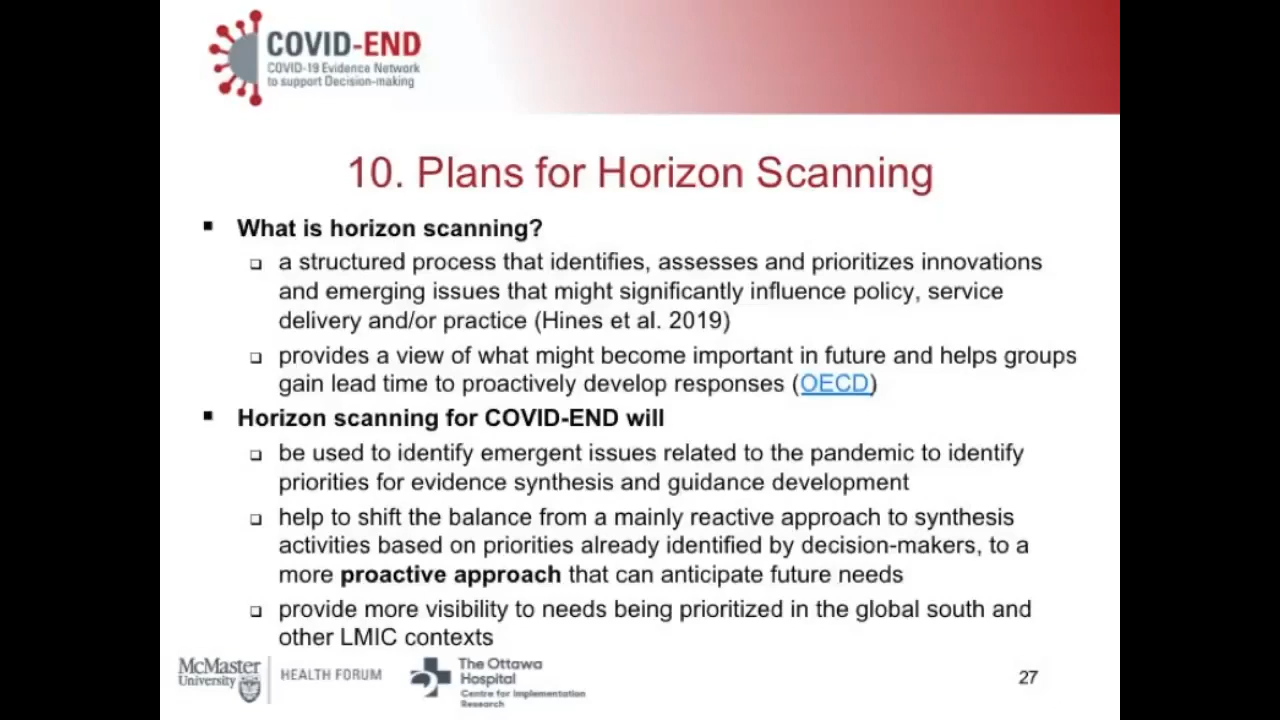 COVID-END
COVID-19 Evidence Network
to support Decision-making
10. Plans for Horizon Scanning
▪ What is horizon scanning?
❑ a structured process that identifies, assesses and prioritizes innovations
and emerging issues that might significantly influence policy, service
delivery and/or practice (Hines et al. 2019)
❑ provides a view of what might become important in future and helps groups
gain lead time to proactively develop responses (OECD)
▪ Horizon scanning for COVID-END will
❑ be used to identify emergent issues related to the pandemic to identify
priorities for evidence synthesis and guidance development
❑ help to shift the balance from a mainly reactive approach to synthesis
activities based on priorities already identified by decision-makers, to a
more proactive approach that can anticipate future needs
❑ provide more visibility to needs being prioritized in the global south and
other LMIC contexts
McMaster
University
HEALTH FORUM
The Ottawa
Hospital
Centre for Implementation
Research
27